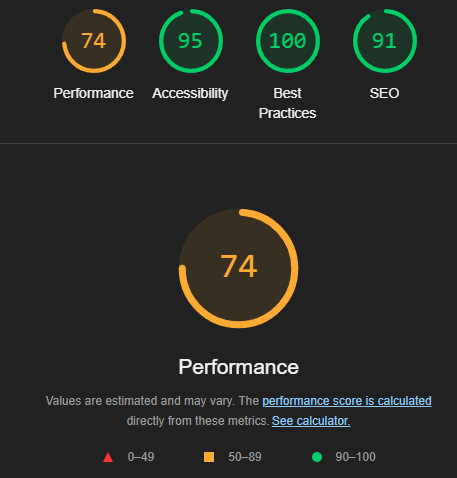 74 95 100 91
Performance Accessibility Best Practices SEO
74
Performance
Values are estimated and may vary. The performance score is calculated
directly from these metrics. See calculator.
0–49 50–89 90–100